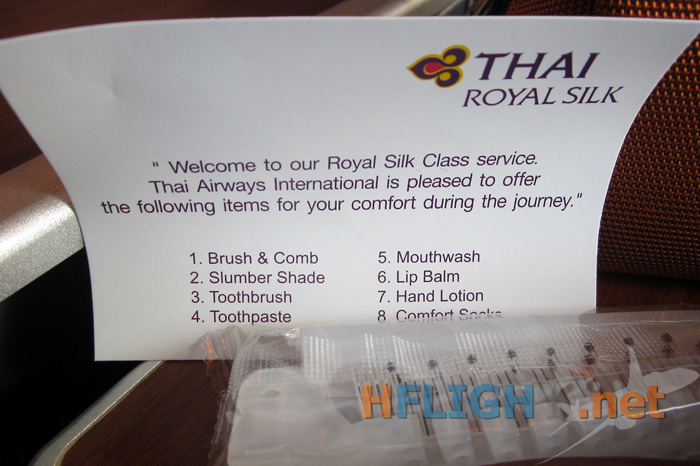 THAI
ROYAL SILK
" Welcome to our Royal Silk Class service.
Thai Airways International is pleased to offer
the following items for your comfort during the journey."
1. Brush & Comb
2. Slumber Shade
3. Toothbrush
4. Toothpaste
5. Mouthwash
6. Lip Balm
7. Hand Lotion
8 Comfort Socks
HFLIGH .net